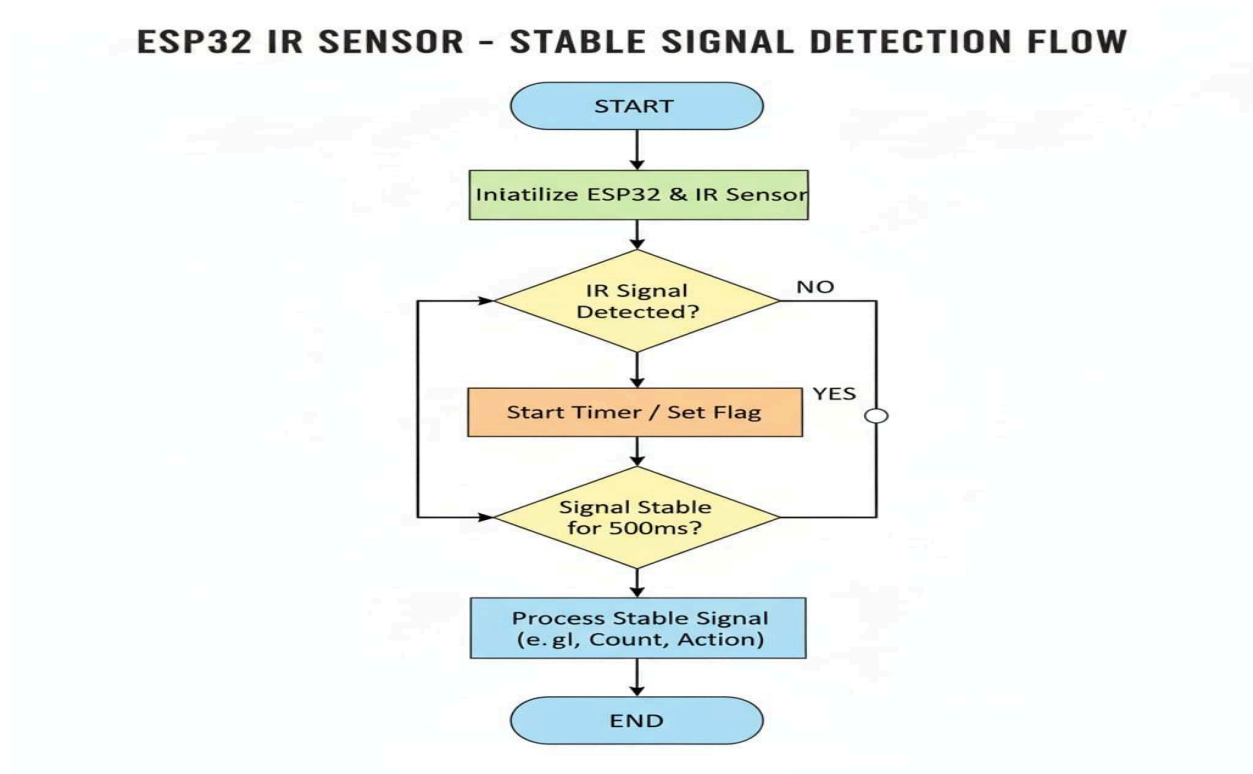 ESP32 IR SENSOR - STABLE SIGNAL DETECTION FLOW
START
Iniatilize ESP32 & IR Sensor
IR Signal
Detected?
NO
Start Timer / Set Flag
YES
Signal Stable
for 500ms?
Process Stable Signal
(e. gl, Count, Action)
END